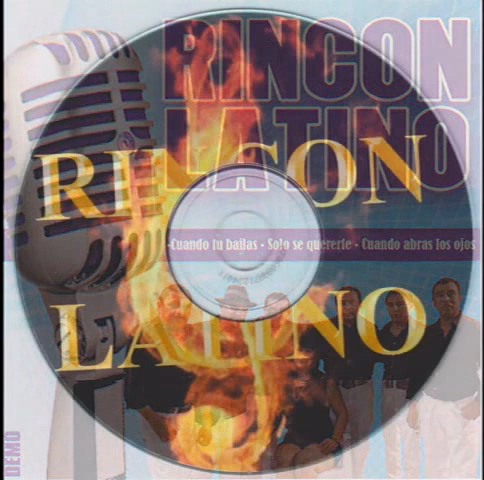 RINCON
LATINO
RINCON
-Cuando tu bailas - Solo se quererte - Cuando abras los ojos
LATINO
DEMO